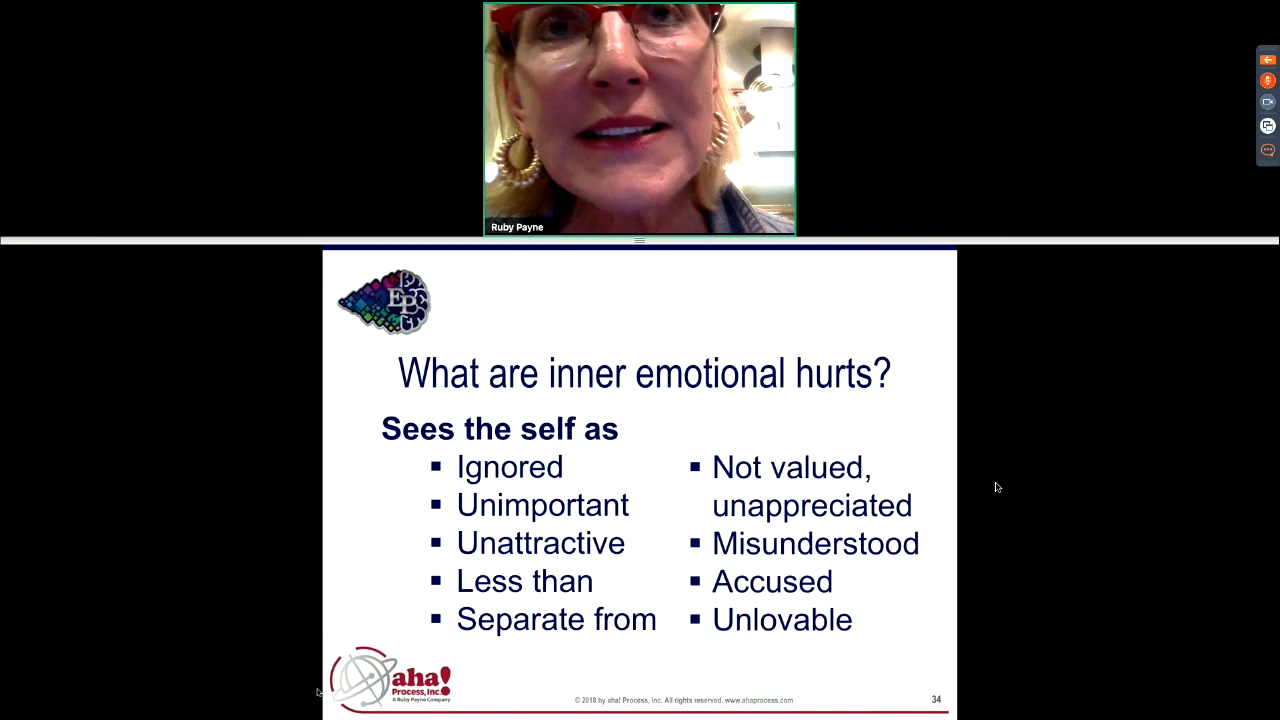 Ruby Payne
EP
What are inner emotional hurts?
Sees the self as
▪ Ignored
▪ Unimportant
▪ Unattractive
▪ Less than
▪ Separate from
▪ Not valued,
unappreciated
▪ Misunderstood
▪ Accused
▪ Unlovable
aha!
Process, Inc.
A Ruby Payne Company
© 2018 by aha! Process, Inc. All rights reserved. www.ahaprocess.com
34